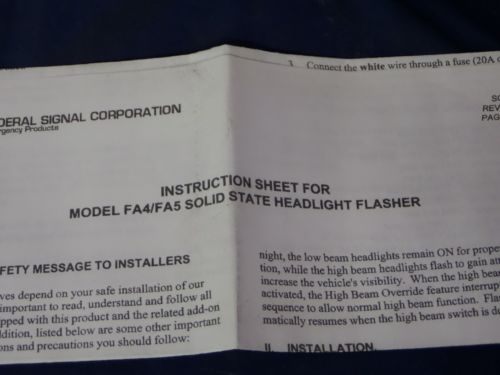 3. Connect the white wire through a fuse (20A
DERAL SIGNAL CORPORATION
rgency Products
REV
PAG
INSTRUCTION SHEET FOR
MODEL FA4/FA5 SOLID STATE HEADLIGHT FLASHER
FETY MESSAGE TO INSTALLERS
ves depend on your safe installation of our
important to read, understand and follow all
pped with this product and the related add-on
ddition, listed below are some other important
ons and precautions you should follow:
night, the low beam headlights remain ON for prope
tion, while the high beam headlights flash to gain an
increase the vehicle's visibility. When the high bea
activated, the High Beam Override feature interrup
sequence to allow normal high beam function. Fla
matically resumes when the high beam switch is de
II. INSTALLATION.